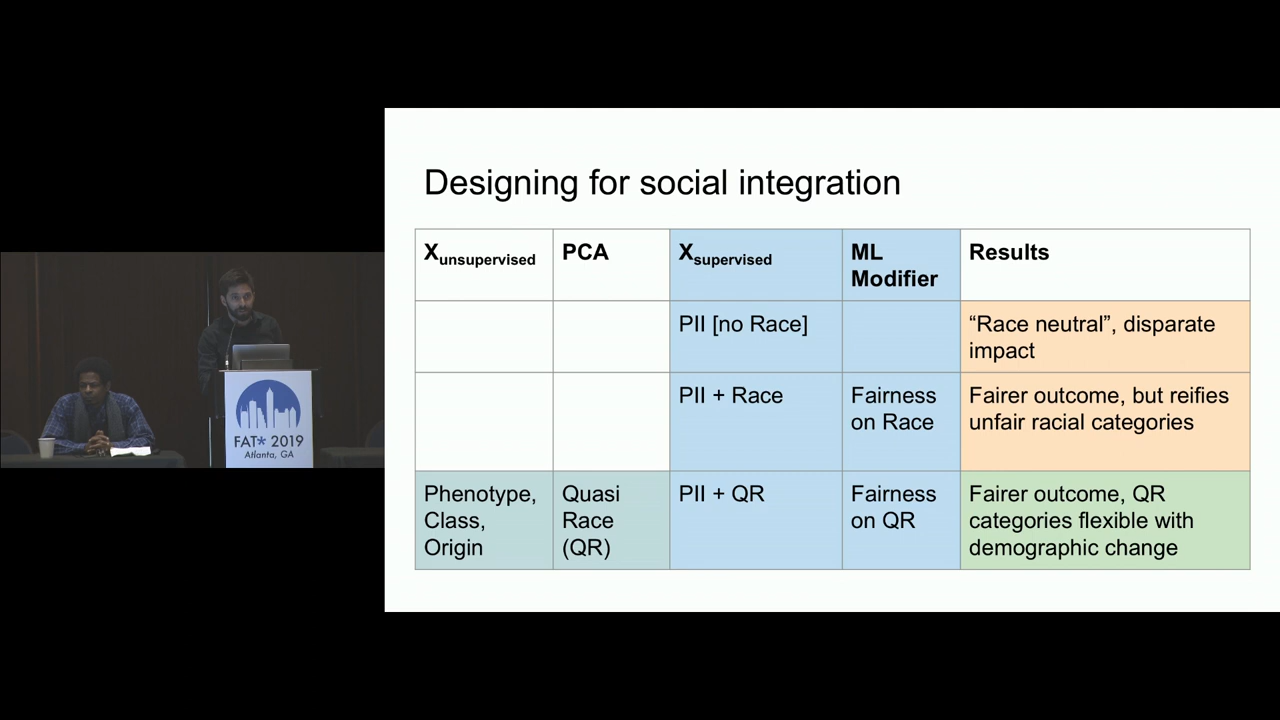 Designing for social integration
Xunsupervised PCA Xsupervised ML
Modifier Results
PII [no Race] “Race neutral”, disparate
impact
PII + Race Fairness
on Race Fairer outcome, but reifies
unfair racial categories
Phenotype,
Class,
Origin Quasi
Race
(QR) PII + QR Fairness
on QR Fairer outcome, QR
categories flexible with
demographic change
FAT* 2019
Atlanta, GA